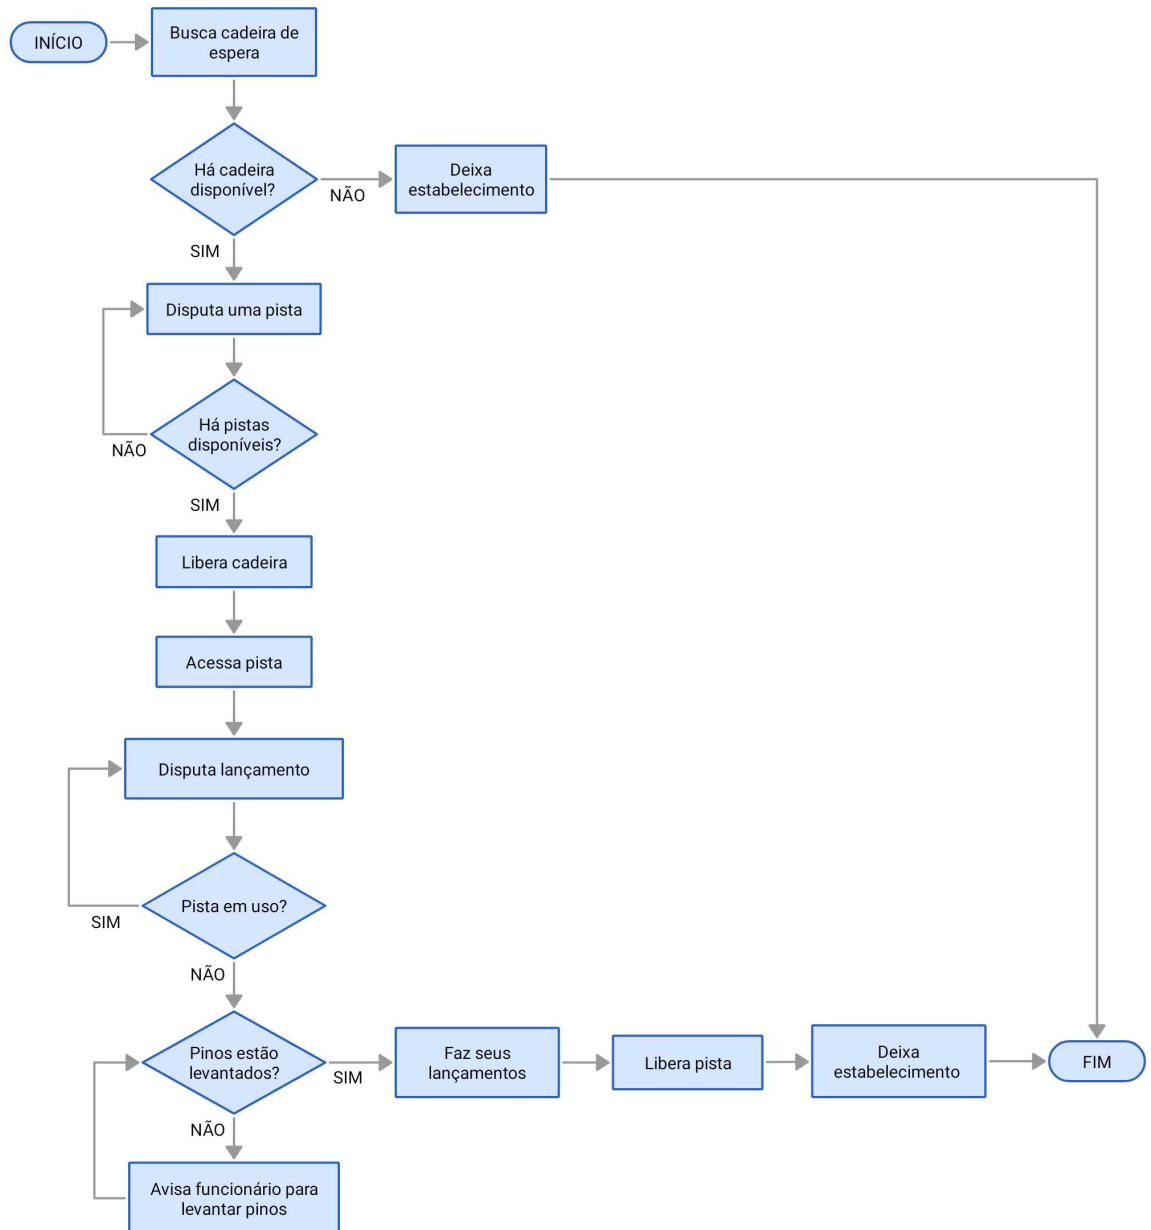 INÍCIO
Busca cadeira de
espera
Há cadeira
disponível?
NÃO
Deixa
estabelecimento
SIM
Disputa uma pista
Há pistas
disponíveis?
NÃO
SIM
Libera cadeira
Acessa pista
Disputa lançamento
Pista em uso?
SIM
NÃO
Pinos estão
levantados?
SIM
Faz seus
lançamentos
Libera pista
Deixa
estabelecimento
FIM
NÃO
Avisa funcionário para
levantar pinos